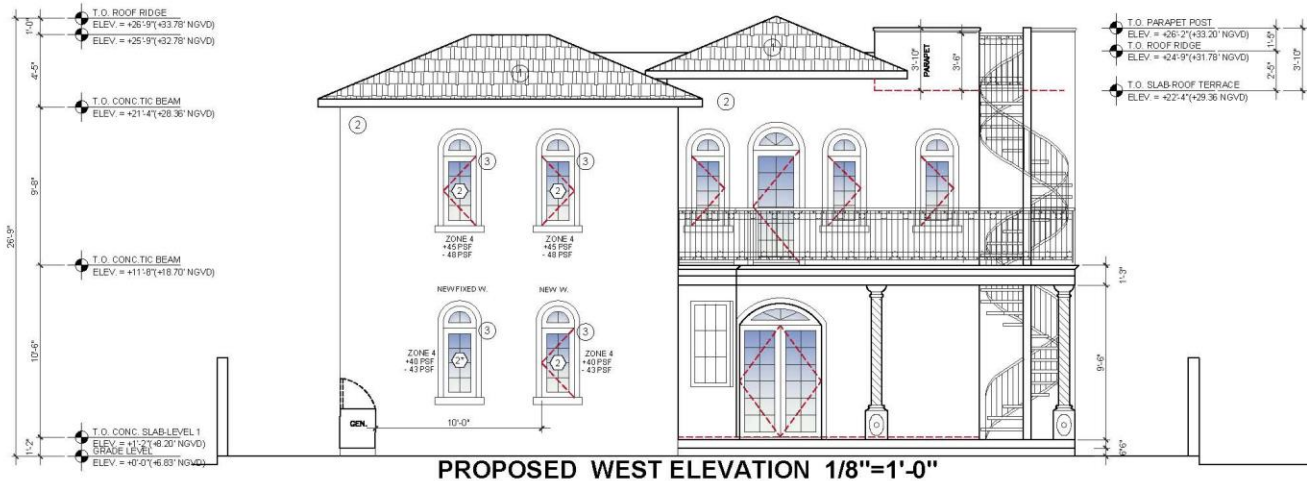 T.O. ROOF RIDGE
ELEV. = +26'-9"(+33.78' NGVD)
ELEV. = +25'-9"(+32.78' NGVD)
T.O. CONC.TIC BEAM
ELEV. = +21'-4"(+28.36' NGVD)
T.O. CONC.TIC BEAM
ELEV. = +11'-8"(+18.70' NGVD)
T.O. CONC. SLAB-LEVEL 1
ELEV. = +1'-2"(+8.20' NGVD)
GRADE LEVEL
ELEV. = +0'-0"(+6.83' NGVD)
1'-0"
4'-5"
9'-8"
26'-9"
10'-6"
1'-2"
1
1
2
2
3
3
2
2
ZONE 4
+45 PSF
- 48 PSF
ZONE 4
+45 PSF
- 48 PSF
NEW FIXED W.
NEW W.
3
3
2*
2
ZONE 4
+40 PSF
- 43 PSF
ZONE 4
+40 PSF
- 43 PSF
GEN.
10'-0"
3'-10"
PARAPET
3'-6"
T.O. PARAPET POST
ELEV. = +26'-2"(+33.20' NGVD)
T.O. ROOF RIDGE
ELEV. = +24'-9"(+31.78' NGVD)
T.O. SLAB-ROOF TERRACE
ELEV. = +22'-4"(+29.36 NGVD)
1'-5"
2'-5"
3'-10"
1'-3"
9'-6"
6"
6"
PROPOSED WEST ELEVATION 1/8"=1'-0"